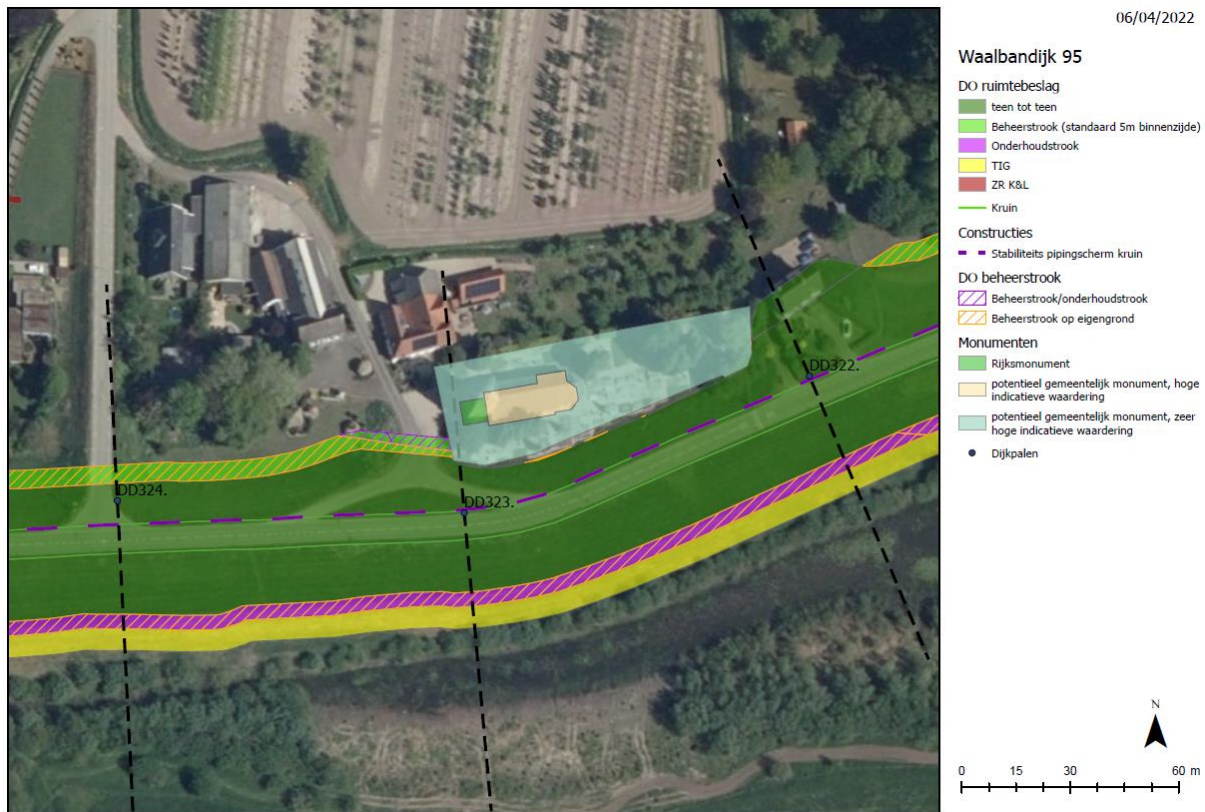 06/04/2022
Waalbandijk 95
DO ruimtebeslag
teen tot teen
Beheerstrook (standaard 5m binnenzijde)
Onderhoudstrook
TIG
ZR K&L
Kruin
Constructies
Stabiliteits pipingscherm kruin
DO beheerstrook
Beheerstrook/onderhoudstrook
Beheerstrook op eigengrond
Monumenten
Rijksmonument
potentieel gemeentelijk monument, hoge
indicatieve waardering
potentieel gemeentelijk monument, zeer
hoge indicatieve waardering
Dijkpalen
DD322.
DD324.
DD323.
N
0 15 30 60 m